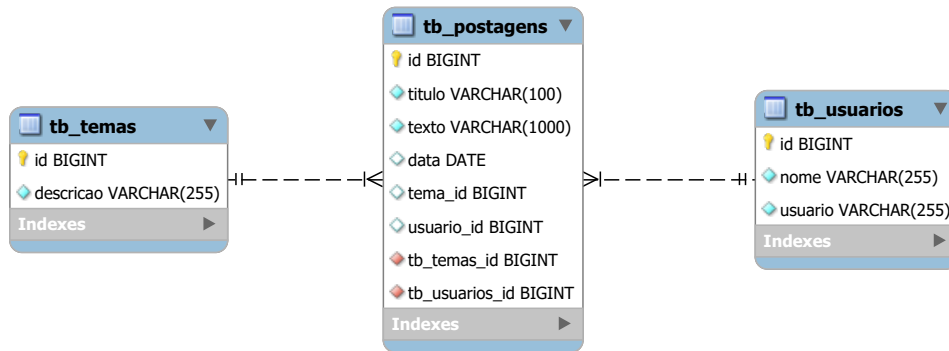 tb_temas
id BIGINT
descricao VARCHAR(255)
Indexes
tb_postagens
id BIGINT
titulo VARCHAR(100)
texto VARCHAR(1000)
data DATE
tema_id BIGINT
usuario_id BIGINT
tb_temas_id BIGINT
tb_usuarios_id BIGINT
Indexes
tb_usuarios
id BIGINT
nome VARCHAR(255)
usuario VARCHAR(255)
Indexes